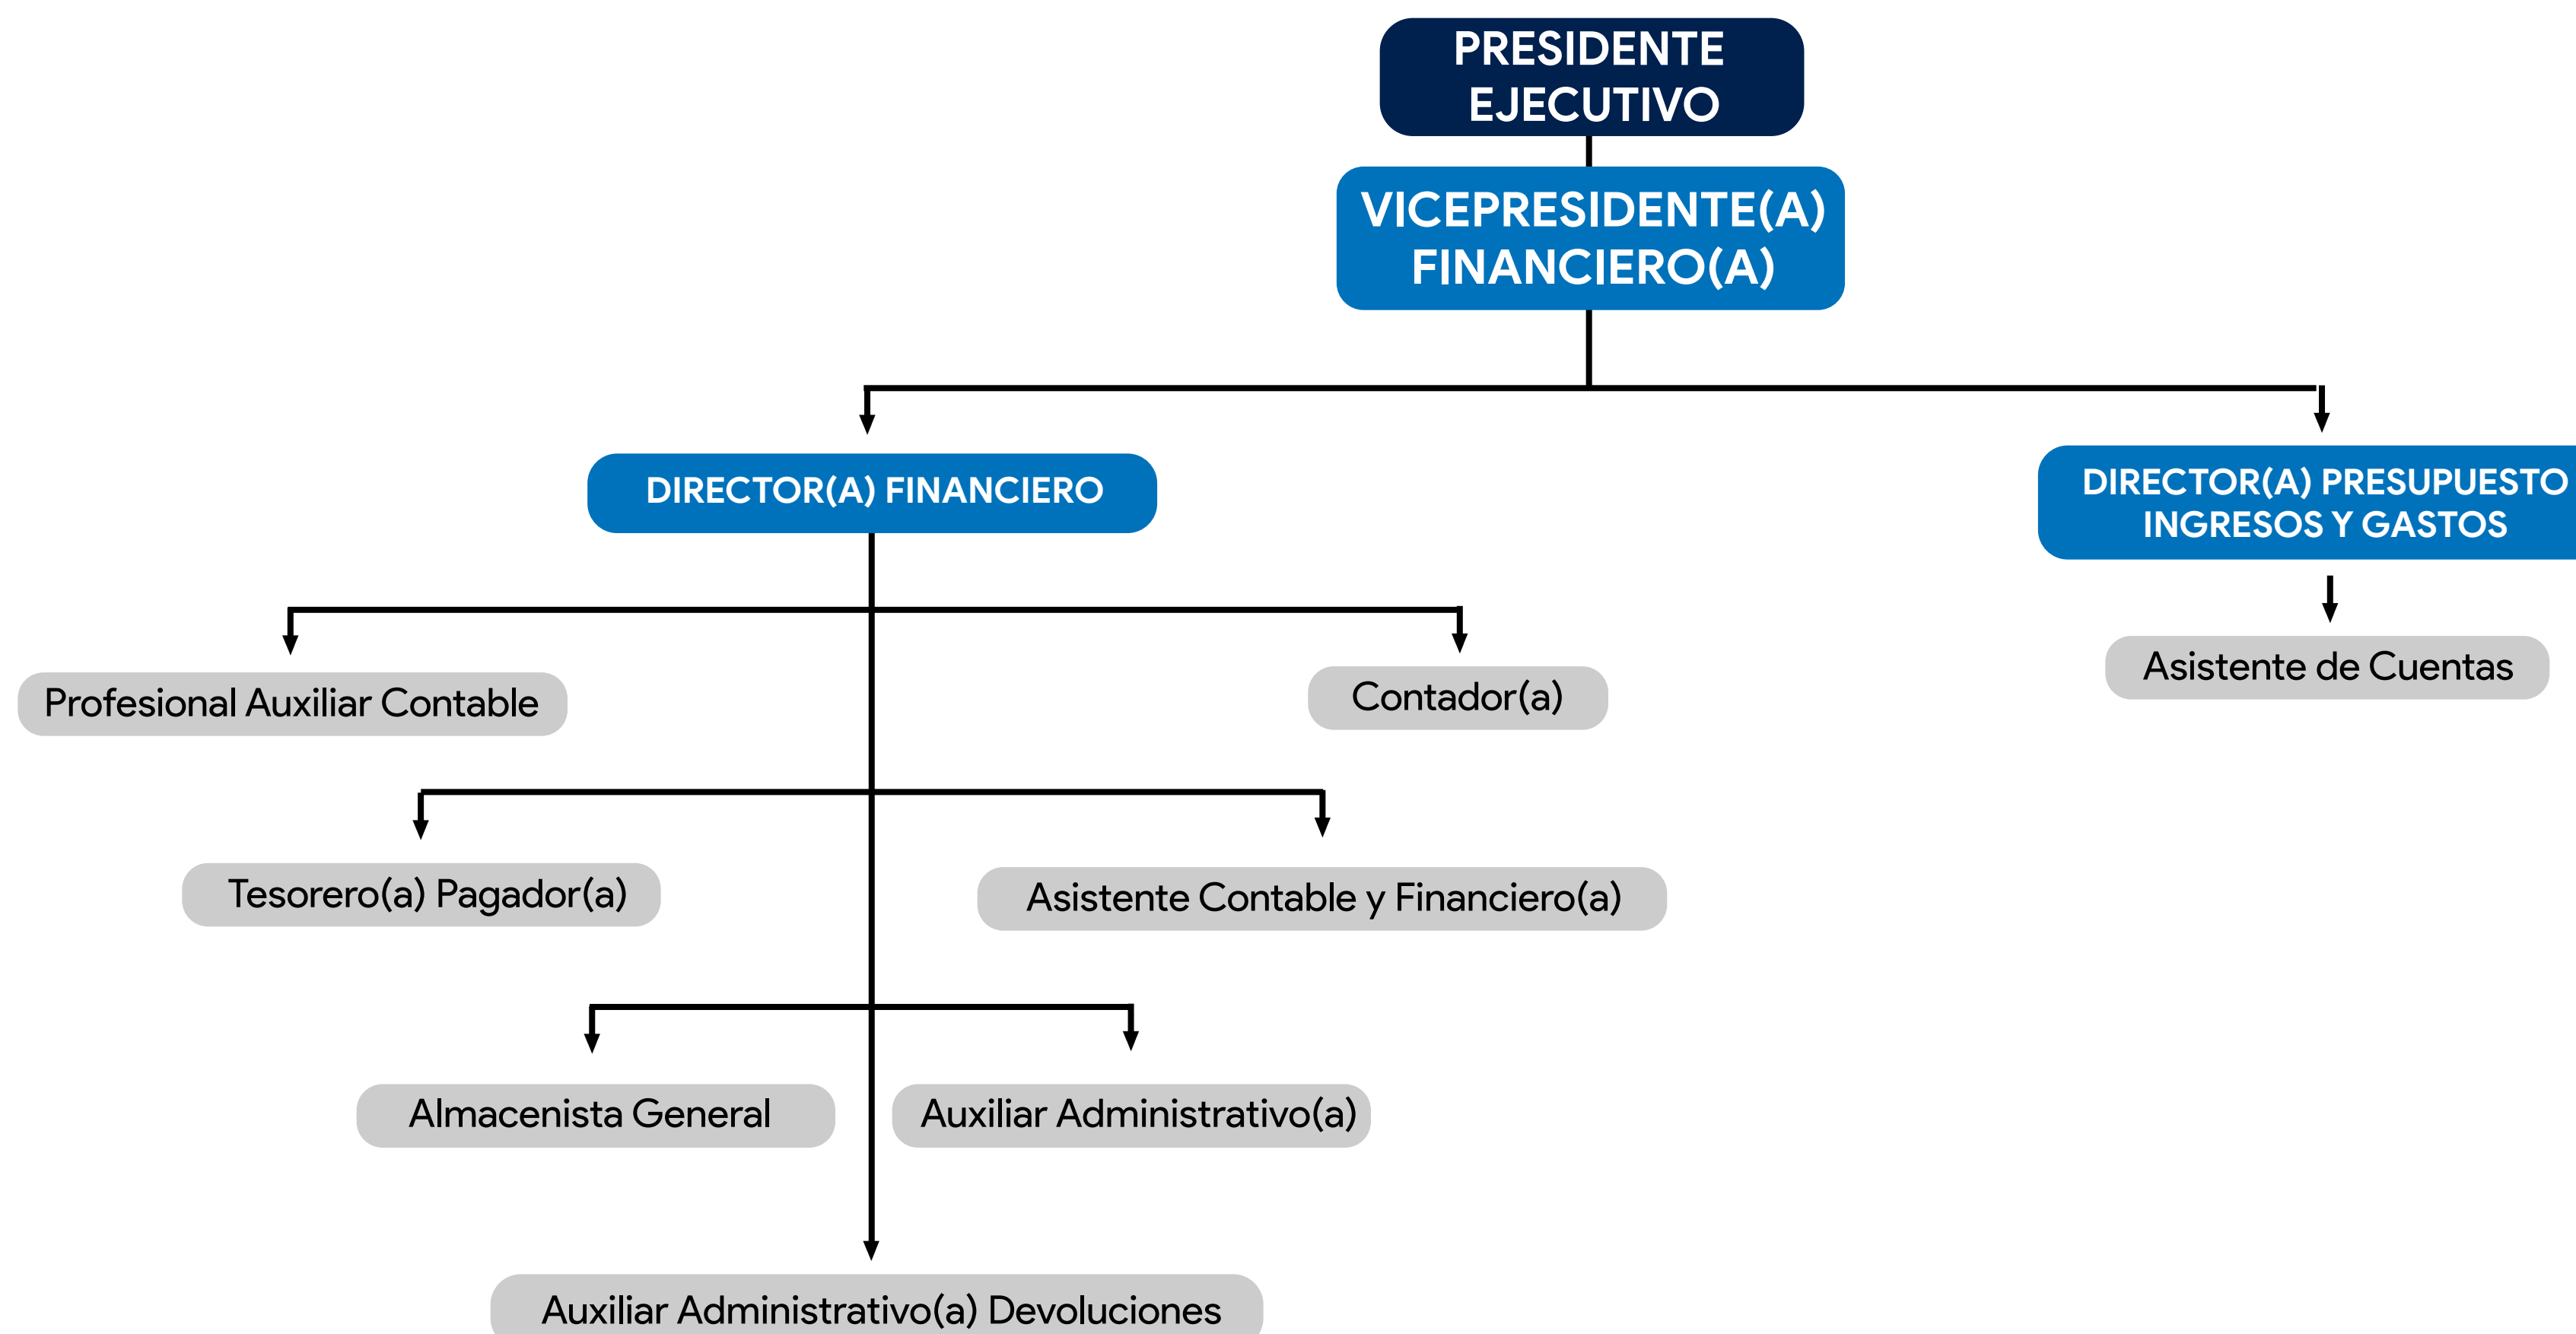 PRESIDENTE
EJECUTIVO
VICEPRESIDENTE(A)
FINANCIERO(A)
DIRECTOR(A) FINANCIERO
DIRECTOR(A) PRESUPUESTO
INGRESOS Y GASTOS
Profesional Auxiliar Contable
Contador(a)
Asistente de Cuentas
Tesorero(a) Pagador(a)
Asistente Contable y Financiero(a)
Almacenista General
Auxiliar Administrativo(a)
Auxiliar Administrativo(a) Devoluciones